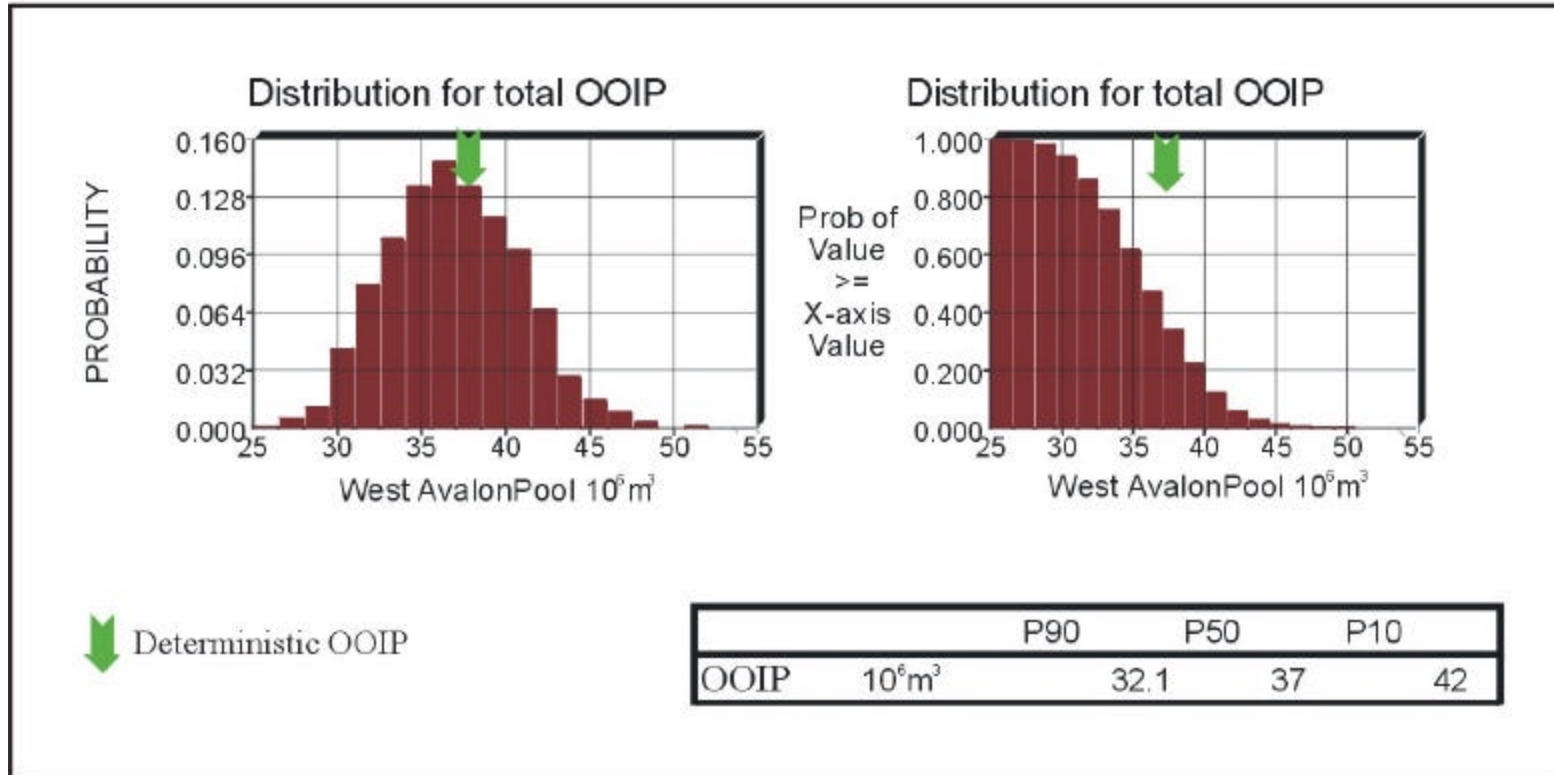 Distribution for total OOIP
PROBABILITY
0.160
0.128
0.096
0.064
0.032
0.000
25 30 35 40 45 50 55
West AvalonPool 10⁶m³
Distribution for total OOIP
Prob of
Value
>=
X-axis
Value
1.000
0.800
0.600
0.400
0.200
0.000
25 30 35 40 45 50 55
West AvalonPool 10⁶m³
Deterministic OOIP
P90 P50 P10
OOIP 10⁶m³ 32.1 37 42